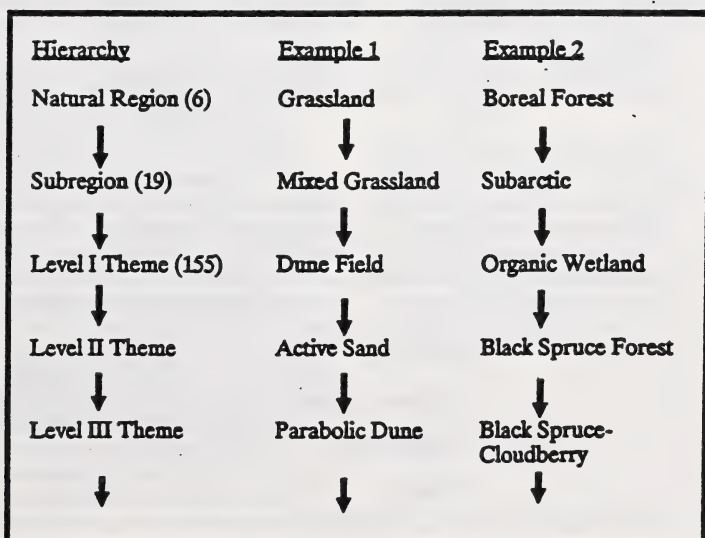 Hierarchy Example 1 Example 2
Natural Region (6) Grassland Boreal Forest
Subregion (19) Mixed Grassland Subarctic
Level I Theme (155) Dune Field Organic Wetland
Level II Theme Active Sand Black Spruce Forest
Level III Theme Parabolic Dune Black Spruce-
Cloudberry